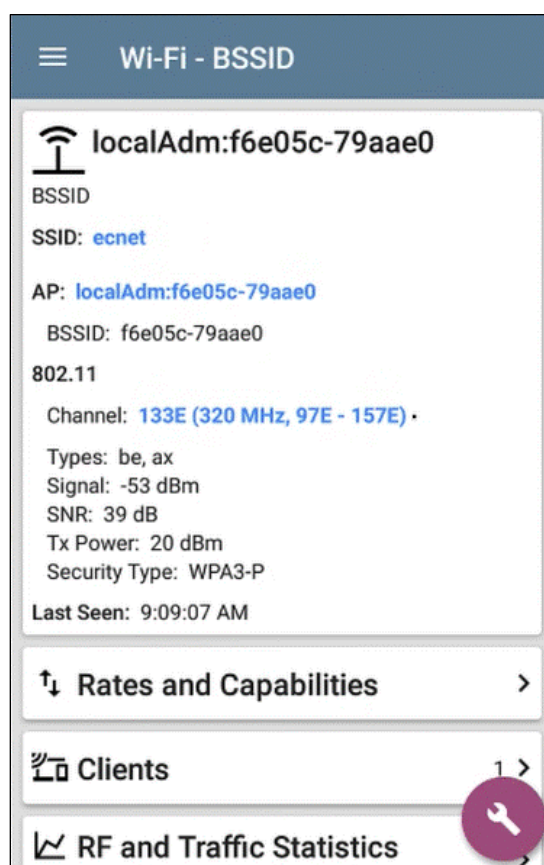 Wi-Fi - BSSID
localAdm:f6e05c-79aae0
BSSID
SSID: ecnet
AP: localAdm:f6e05c-79aae0
BSSID: f6e05c-79aae0
802.11
Channel: 133E (320 MHz, 97E - 157E)
Types: be, ax
Signal: -53 dBm
SNR: 39 dB
Tx Power: 20 dBm
Security Type: WPA3-P
Last Seen: 9:09:07 AM
Rates and Capabilities
Clients 1
RF and Traffic Statistics